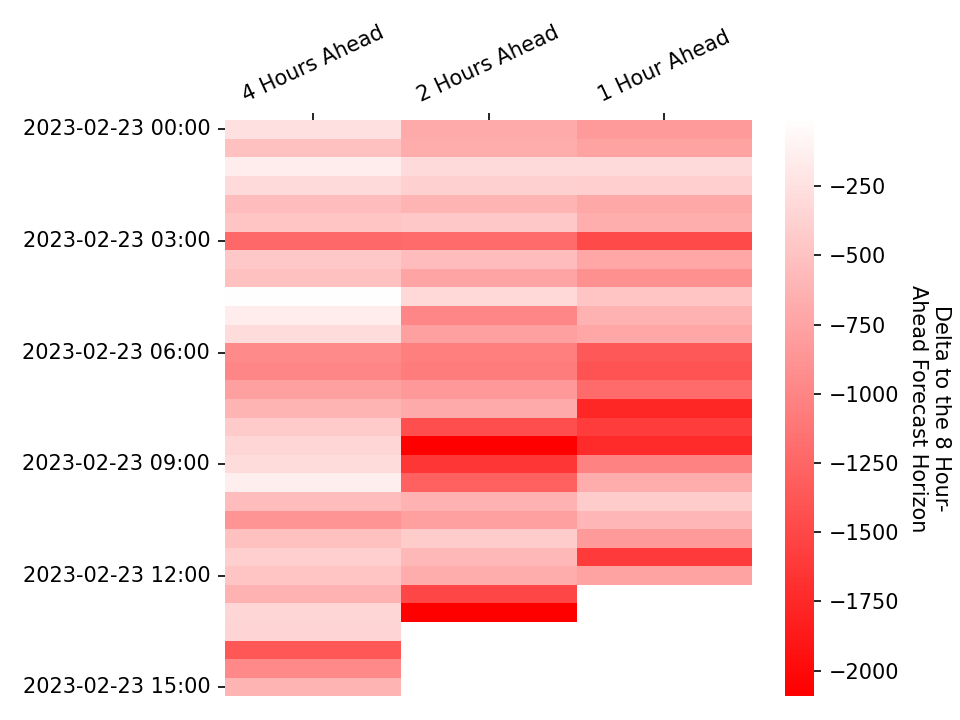 4 Hours Ahead
2 Hours Ahead
1 Hour Ahead
2023-02-23 00:00
2023-02-23 03:00
2023-02-23 06:00
2023-02-23 09:00
2023-02-23 12:00
2023-02-23 15:00
−250
−500
−750
−1000
−1250
−1500
−1750
−2000
Delta to the 8 Hour-
Ahead Forecast Horizon